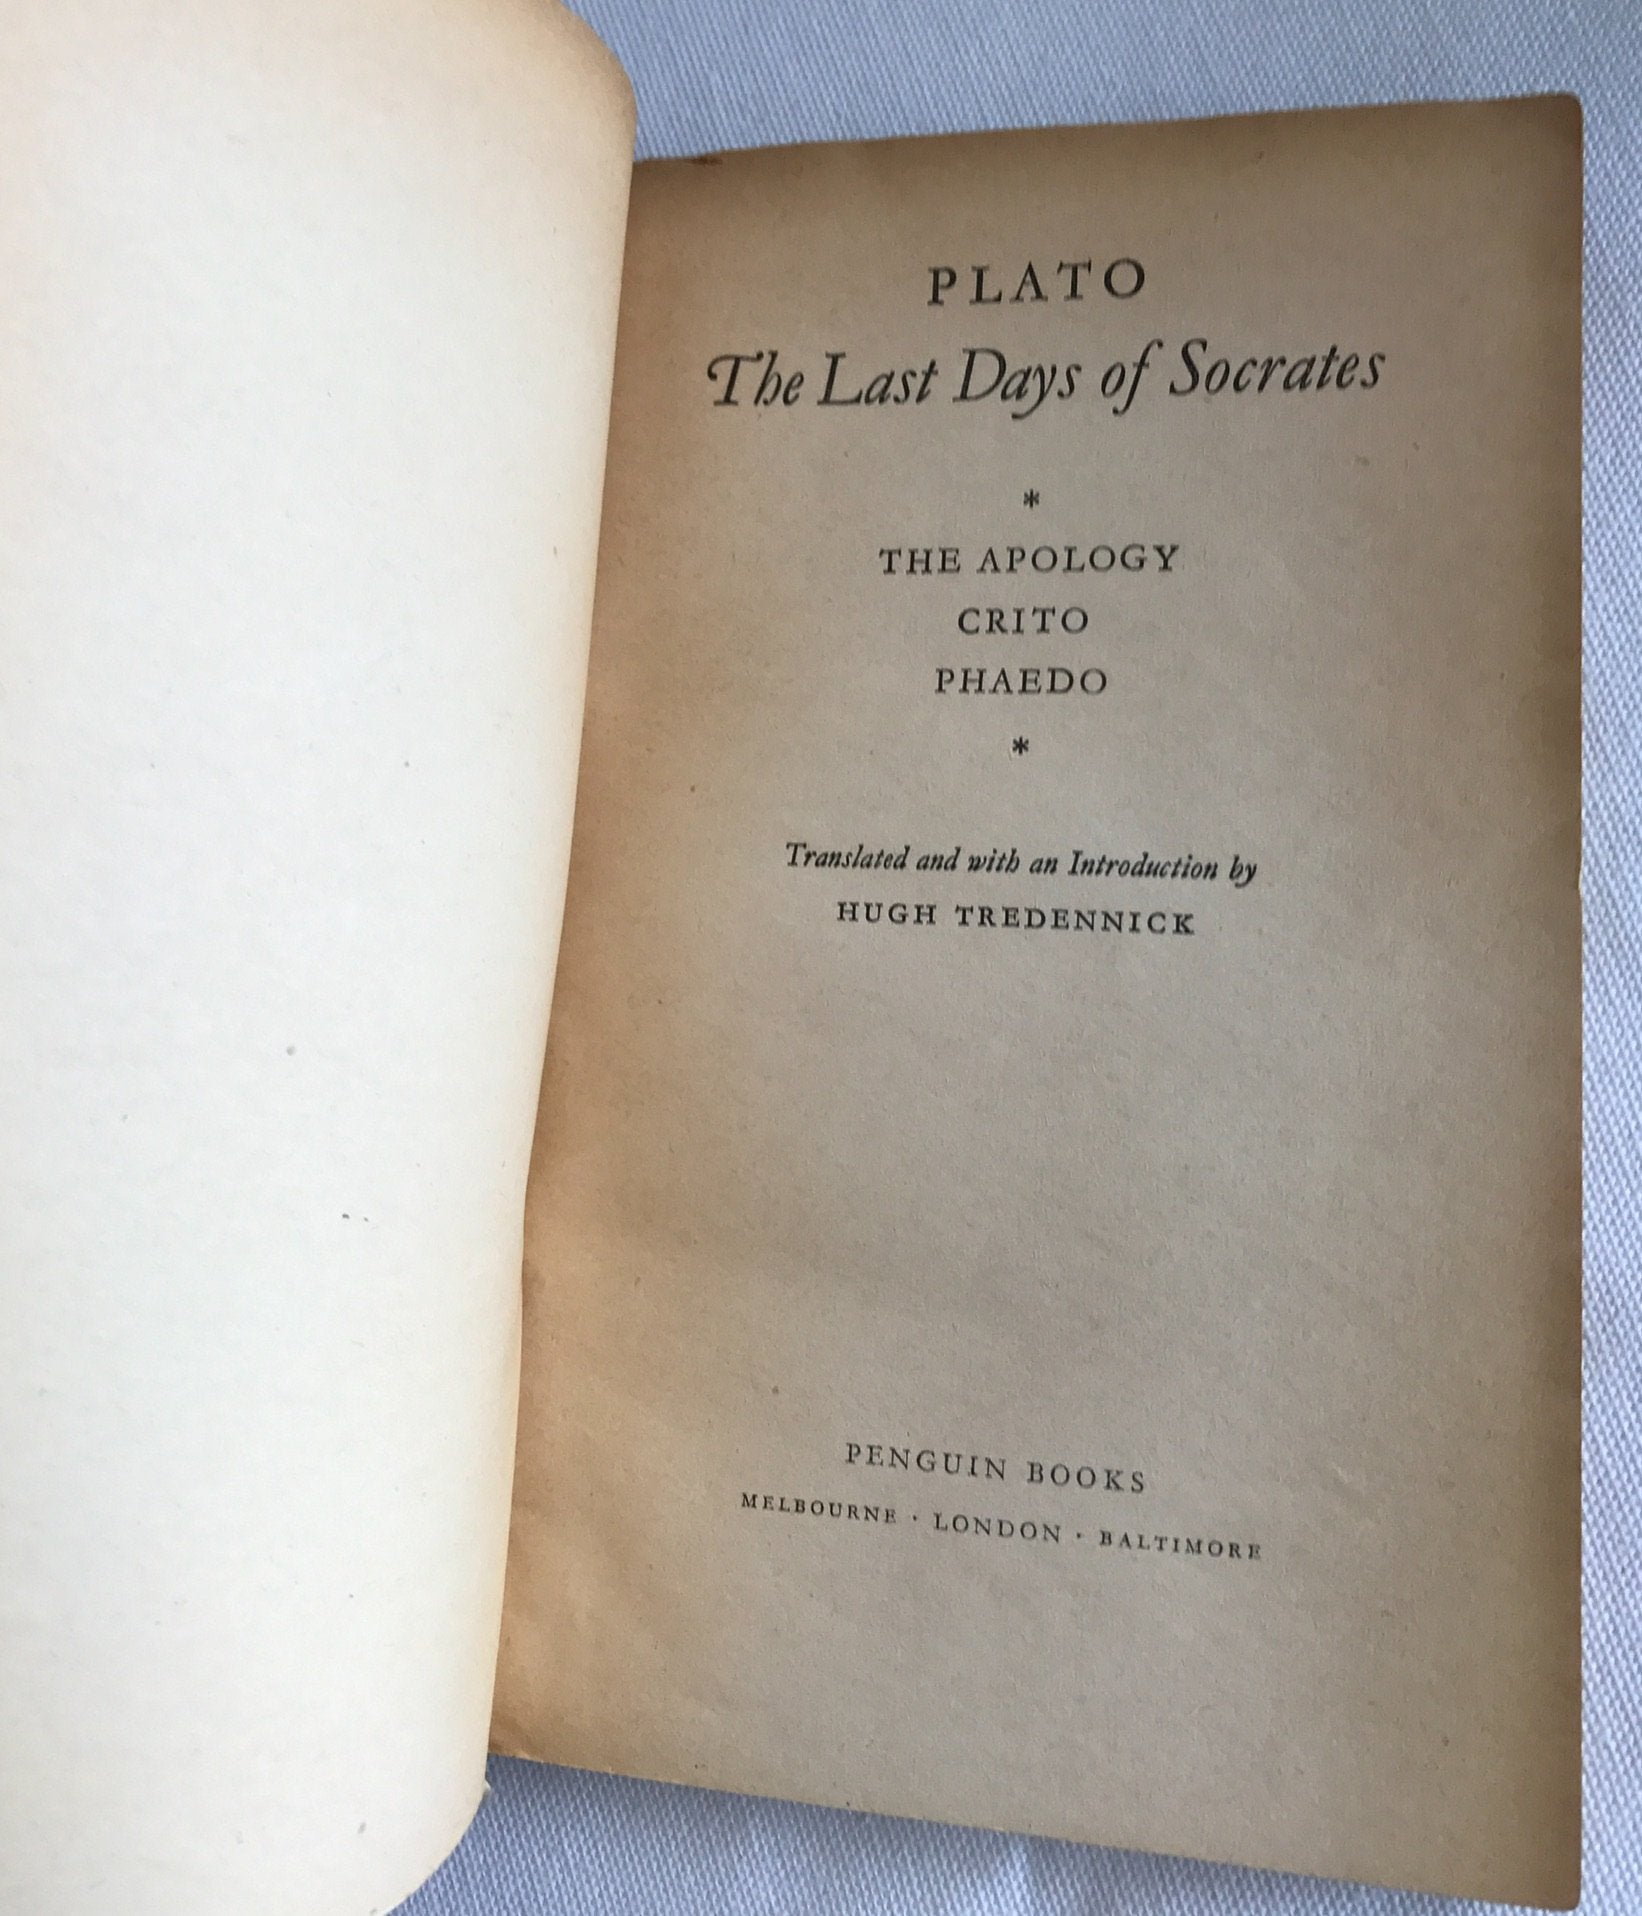 PLATO
The Last Days of Socrates
*
THE APOLOGY
CRITO
PHAEDO
*
Translated and with an Introduction by
HUGH TREDENNICK
PENGUIN BOOKS
MELBOURNE · LONDON · BALTIMORE